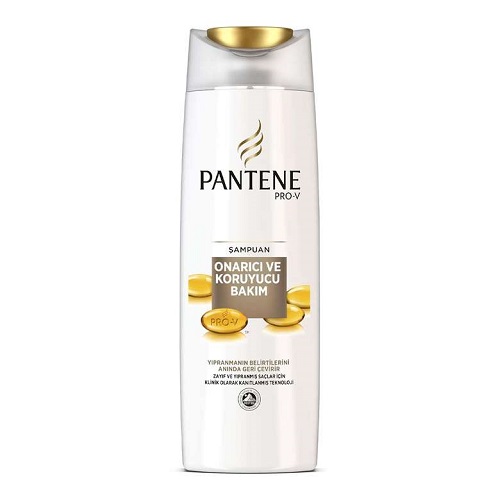 PANTENE
PRO-V
ŞAMPUAN
ONARICI VE
KORUYUCU
BAKIM
PRO-V
YIPRANMANIN BELİRTİLERİNİ
ANINDA GERİ ÇEVİRİR
ZAYIF VE YIPRANMIŞ SAÇLAR İÇİN
KLİNİK OLARAK KANITLANMIŞ TEKNOLOJİ